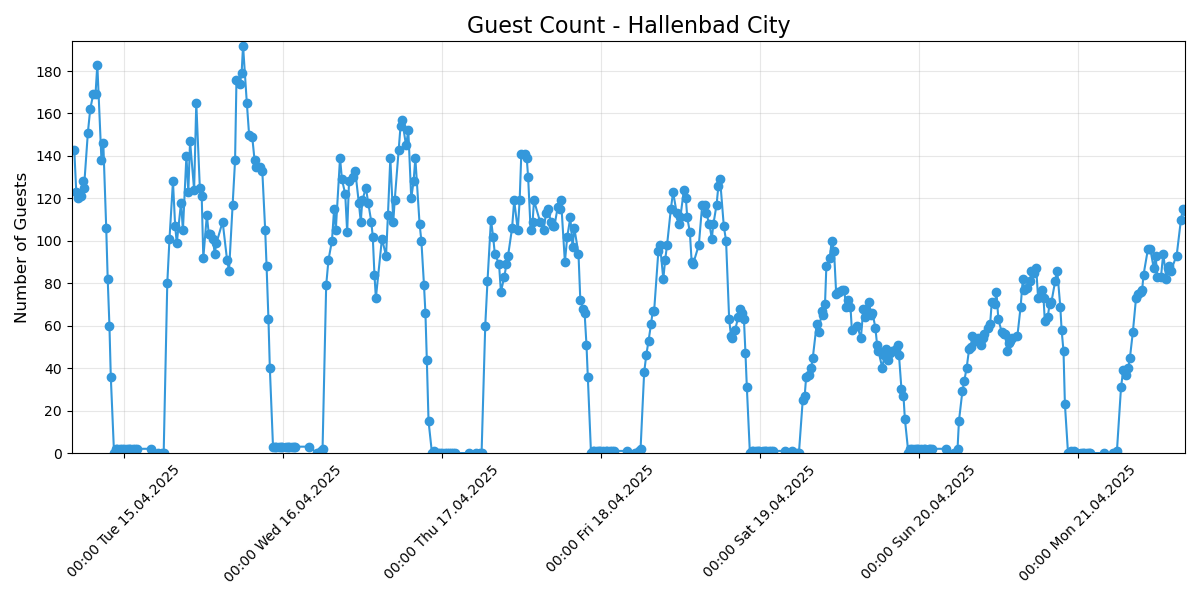 Guest Count - Hallenbad City
Number of Guests
180
160
140
120
100
80
60
40
20
0
00:00 Tue 15.04.2025
00:00 Wed 16.04.2025
00:00 Thu 17.04.2025
00:00 Fri 18.04.2025
00:00 Sat 19.04.2025
00:00 Sun 20.04.2025
00:00 Mon 21.04.2025